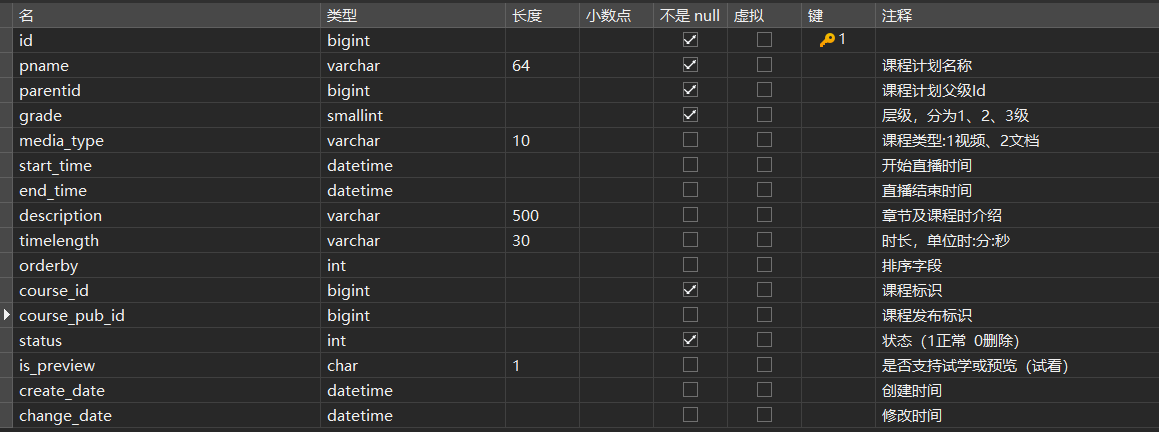 名 类型 长度 小数点 不是 null 虚拟 键 注释
id bigint 1
pname varchar 64 课程计划名称
parentid bigint 课程计划父级Id
grade smallint 层级，分为1、2、3级
media_type varchar 10 课程类型:1视频、2文档
start_time datetime 开始直播时间
end_time datetime 直播结束时间
description varchar 500 章节及课程时介绍
timelength varchar 30 时长，单位时:分:秒
orderby int 排序字段
course_id bigint 课程标识
course_pub_id bigint 课程发布标识
status int 状态（1正常 0删除）
is_preview char 1 是否支持试学或预览（试看）
create_date datetime 创建时间
change_date datetime 修改时间